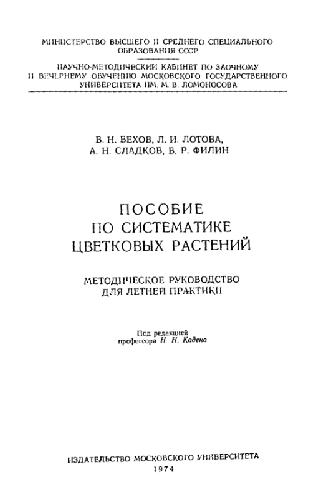 МИНИСТЕРСТВО ВЫСШЕГО И СРЕДНЕГО СПЕЦИАЛЬНОГО
ОБРАЗОВАНИЯ СССР
НАУЧНО-МЕТОДИЧЕСКИЙ КАБИНЕТ ПО ЗАОЧНОМУ
И ВЕЧЕРНЕМУ ОБУЧЕНИЮ МОСКОВСКОГО ГОСУДАРСТВЕННОГО
УНИВЕРСИТЕТА ИМ. М. В. ЛОМОНОСОВА
В. Н. ВЕХОВ, Л. И. ЛОТОВА,
А. Н. СЛАДКОВ, В. Р. ФИЛИН
ПОСОБИЕ
ПО СИСТЕМАТИКЕ
ЦВЕТКОВЫХ РАСТЕНИЙ
МЕТОДИЧЕСКОЕ РУКОВОДСТВО
ДЛЯ ЛЕТНЕЙ ПРАКТИКИ
Под редакцией
профессора Н. Н. Кадена
ИЗДАТЕЛЬСТВО МОСКОВСКОГО УНИВЕРСИТЕТА
1974